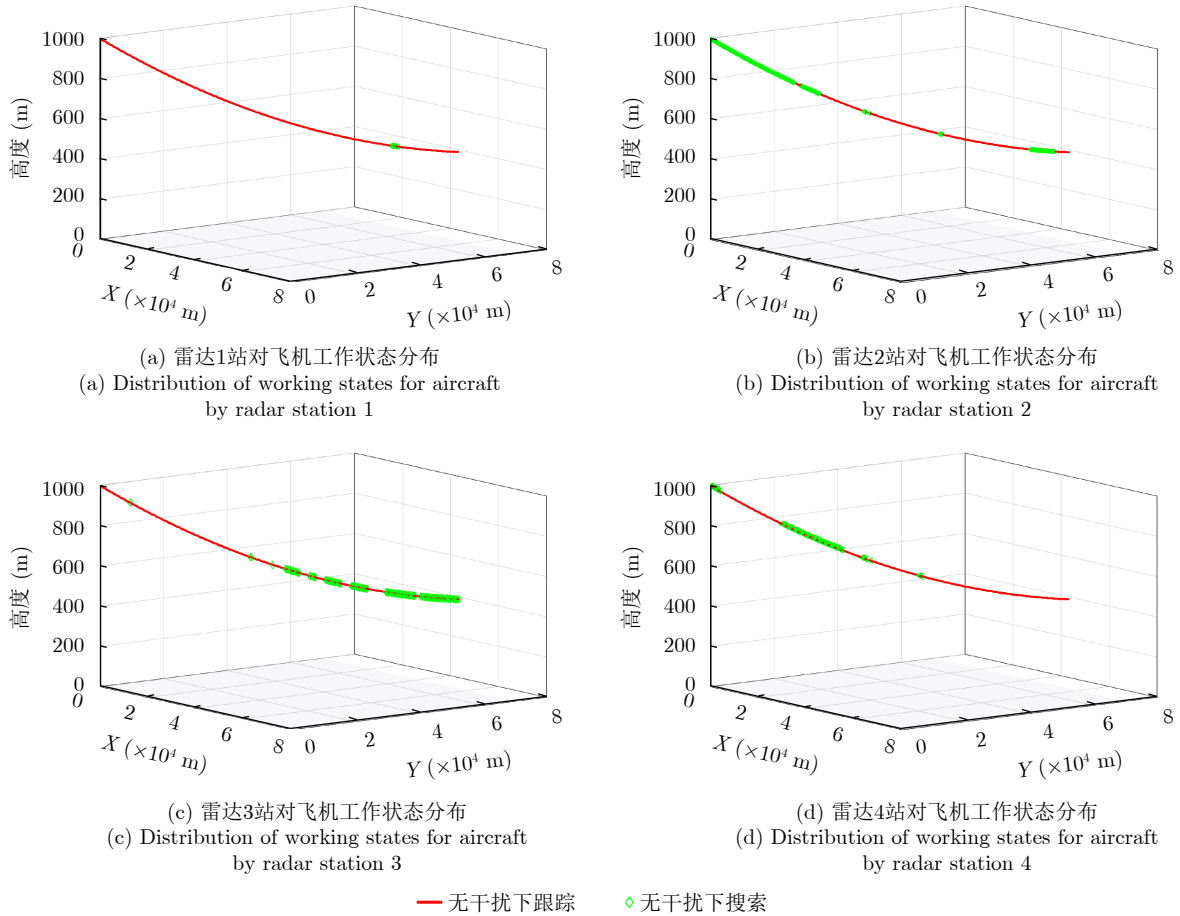 1000
800
600
400
200
0
高度 (m)
0
2
4
6
8
X (×10⁴ m)
0
2
4
6
8
Y (×10⁴ m)
(a) 雷达1站对飞机工作状态分布
(a) Distribution of working states for aircraft
by radar station 1
1000
800
600
400
200
0
高度 (m)
0
2
4
6
8
X (×10⁴ m)
0
2
4
6
8
Y (×10⁴ m)
(b) 雷达2站对飞机工作状态分布
(b) Distribution of working states for aircraft
by radar station 2
1000
800
600
400
200
0
高度 (m)
0
2
4
6
8
X (×10⁴ m)
0
2
4
6
8
Y (×10⁴ m)
(c) 雷达3站对飞机工作状态分布
(c) Distribution of working states for aircraft
by radar station 3
1000
800
600
400
200
0
高度 (m)
0
2
4
6
8
X (×10⁴ m)
0
2
4
6
8
Y (×10⁴ m)
(d) 雷达4站对飞机工作状态分布
(d) Distribution of working states for aircraft
by radar station 4
无干扰下跟踪 无干扰下搜索